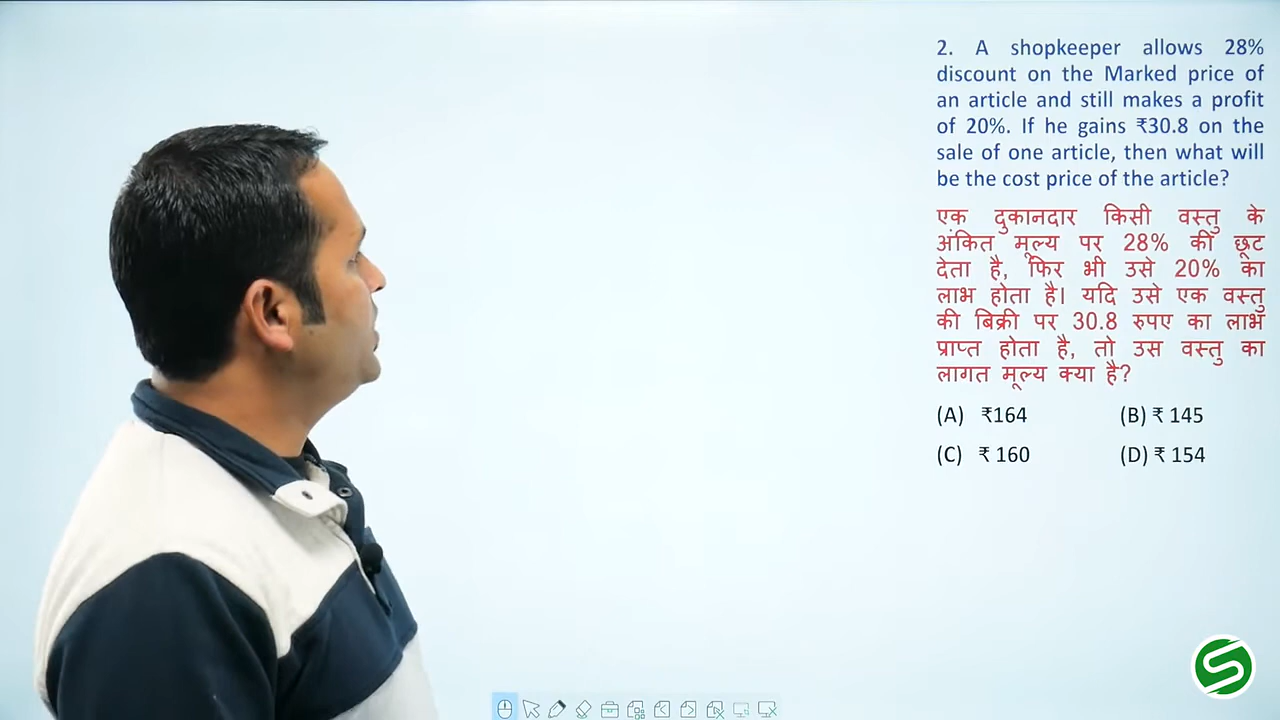 2. A shopkeeper allows 28%
discount on the Marked price of
an article and still makes a profit
of 20%. If he gains ₹30.8 on the
sale of one article, then what will
be the cost price of the article?
एक दुकानदार किसी वस्तु के
अंकित मूल्य पर 28% की छूट
देता है, फिर भी उसे 20% का
लाभ होता है। यदि उसे एक वस्तु
की बिक्री पर 30.8 रुपए का लाभ
प्राप्त होता है, तो उस वस्तु का
लागत मूल्य क्या है?
(A) ₹164 (B) ₹ 145
(C) ₹ 160 (D) ₹ 154